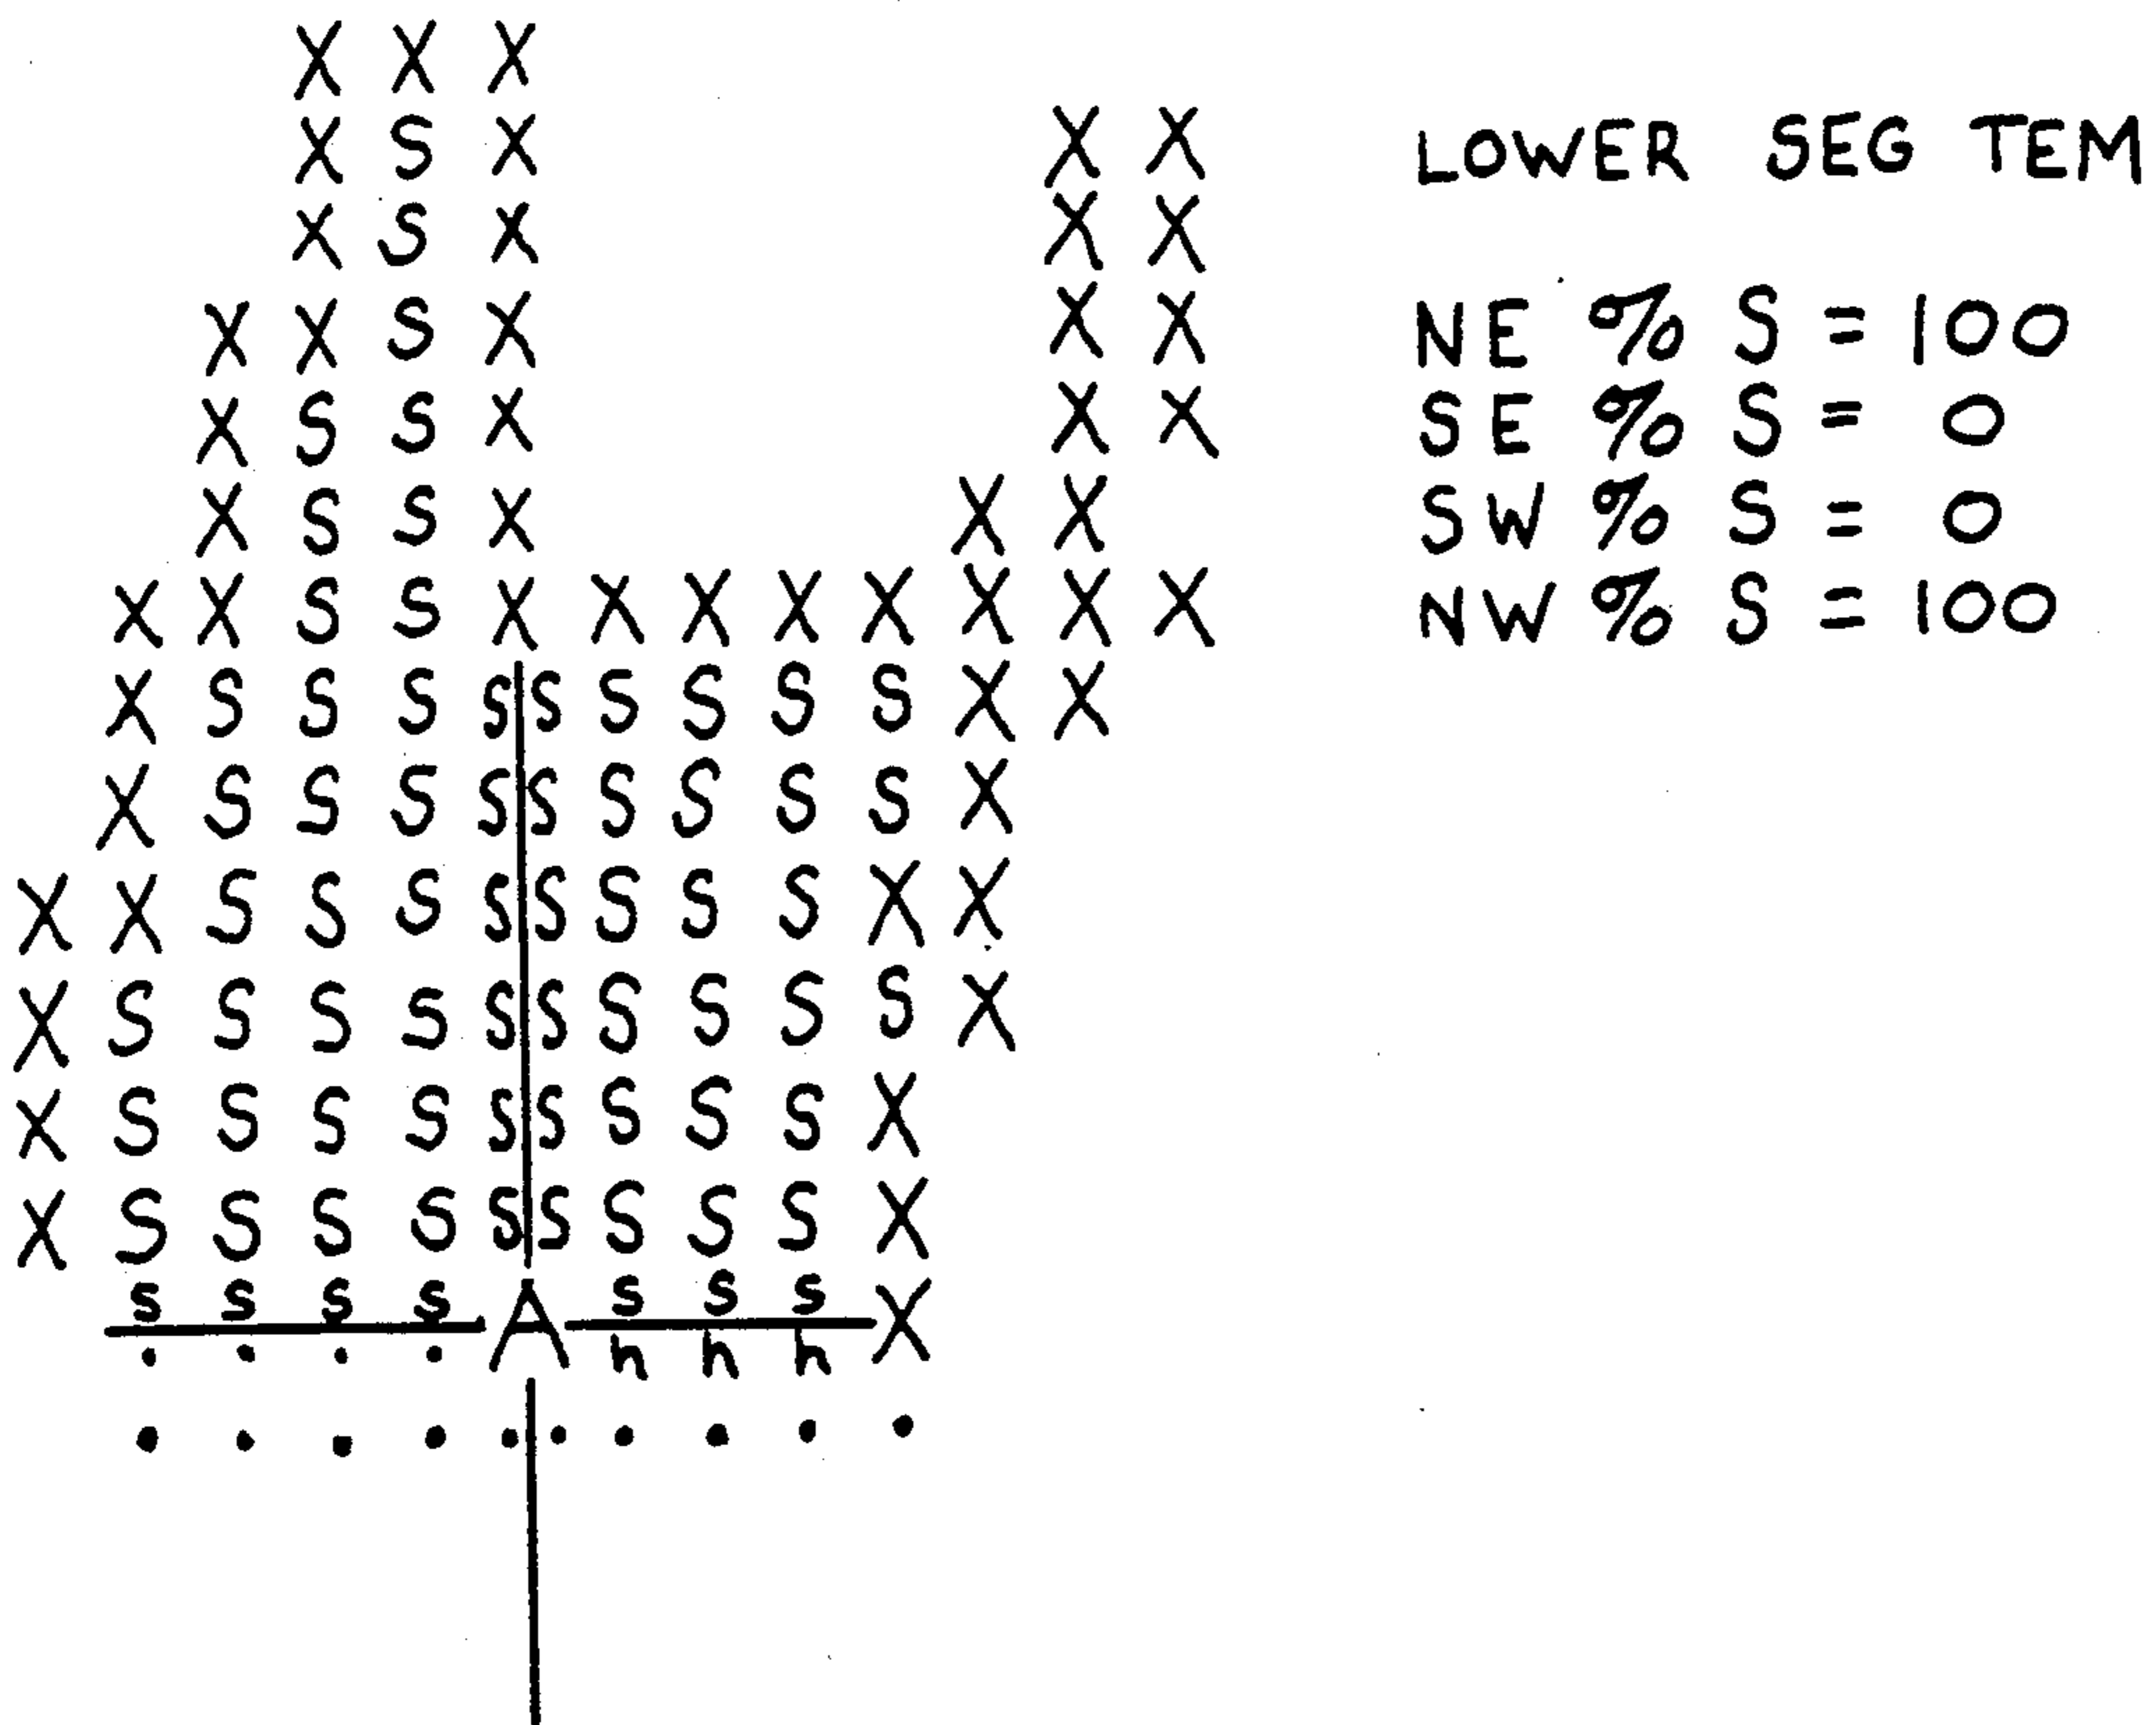 X X X
X S X X X LOWER SEG TEM
X S X X X
X X S X X X NE % S = 100
X S S X X X SE % S = 0
X S S X X X SW % S = 0
X X S S X X X X X X X X NW % S = 100
X S S S S S S S S S X X
X S S S S S S S S S X
X X S S S S S S S S X X
X S S S S S S S S S S X
X S S S S S S S S S X
X S S S S S S S S S X
s s s s A s s s X
. . . . h h h
. . . . . . . . . .